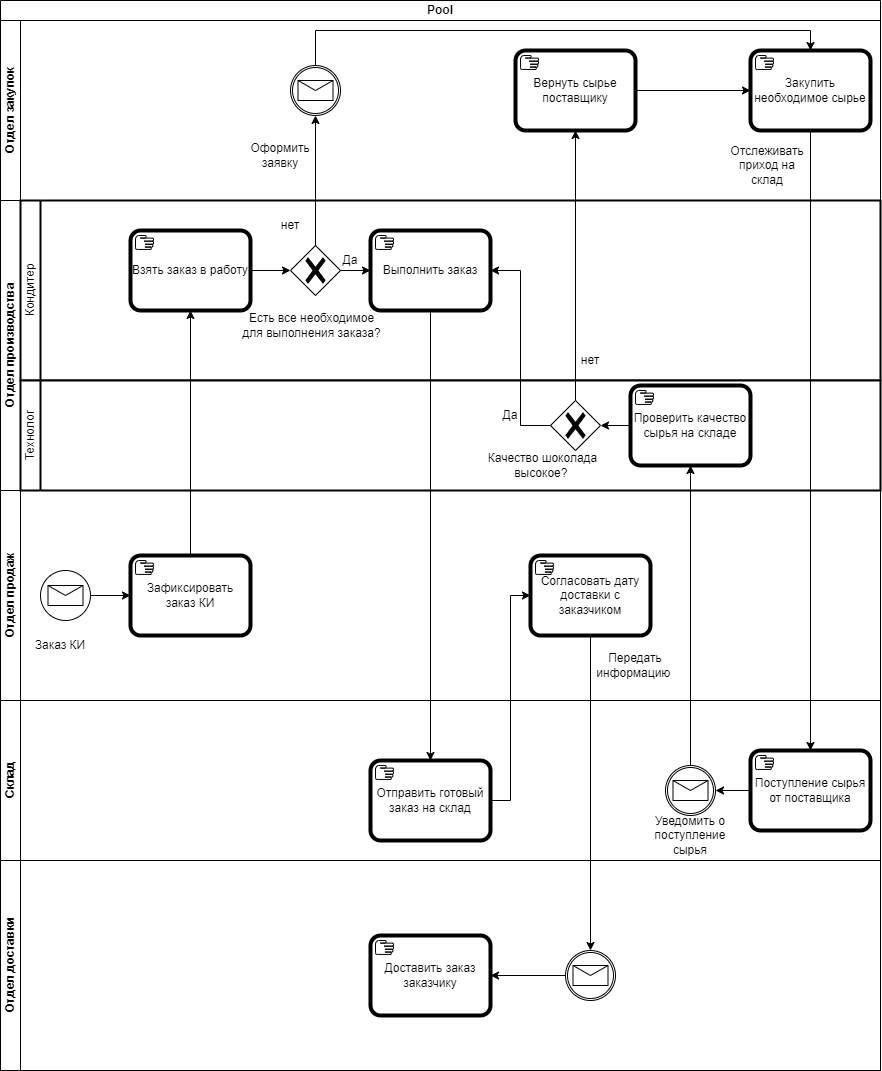 Pool
Отдел закупок
Вернуть сырье
поставщику
Закупить
необходимое сырье
Оформить
заявку
Отслеживать
приход на
склад
Отдел производства
Кондитер
нет
Взять заказ в работу
Да
Выполнить заказ
Есть все необходимое
для выполнения заказа?
нет
Технолог
Да
Проверить качество
сырья на складе
Качество шоколада
высокое?
Отдел продаж
Зафиксировать
заказ КИ
Согласовать дату
доставки с
заказчиком
Заказ КИ
Передать
информацию
Склад
Отправить готовый
заказ на склад
Поступление сырья
от поставщика
Уведомить о
поступление
сырья
Отдел доставки
Доставить заказ
заказчику